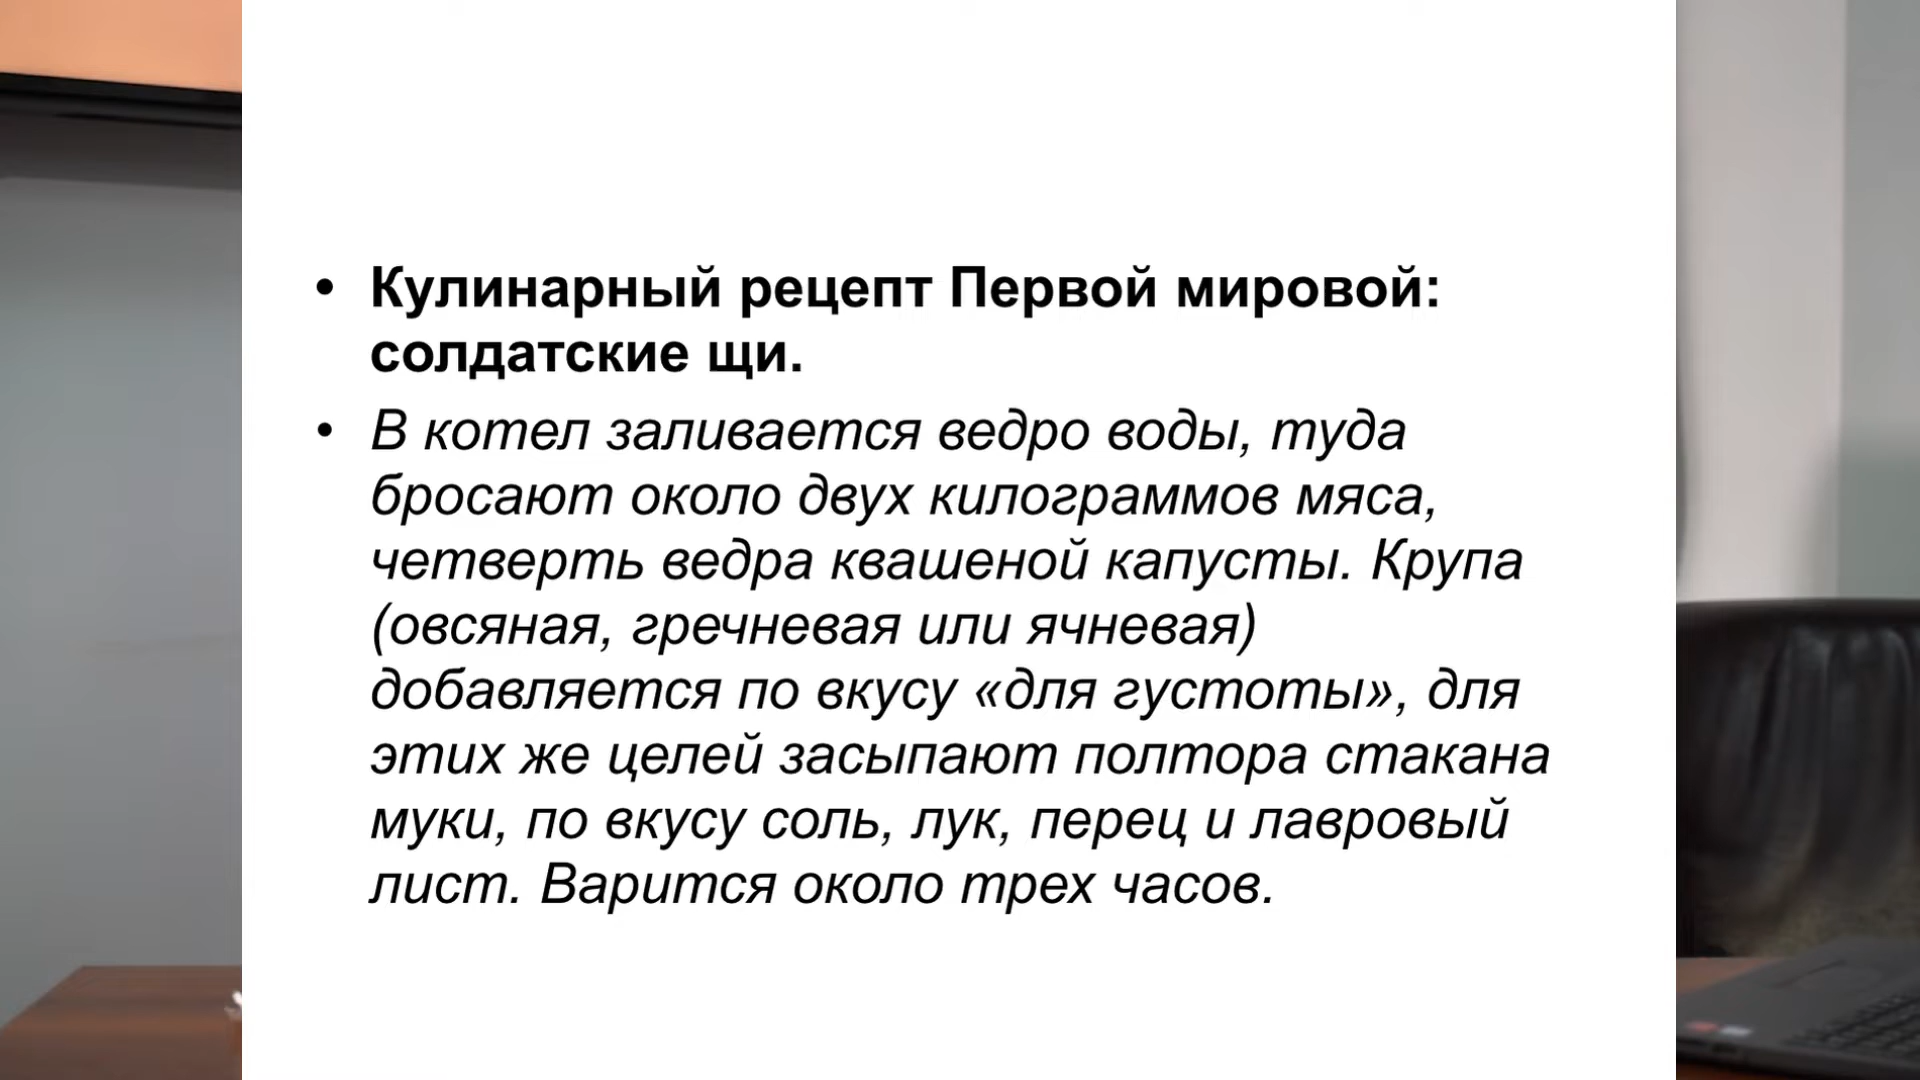 • Кулинарный рецепт Первой мировой:
солдатские щи.
• В котел заливается ведро воды, туда
бросают около двух килограммов мяса,
четверть ведра квашеной капусты. Крупа
(овсяная, гречневая или ячневая)
добавляется по вкусу «для густоты», для
этих же целей засыпают полтора стакана
муки, по вкусу соль, лук, перец и лавровый
лист. Варится около трех часов.